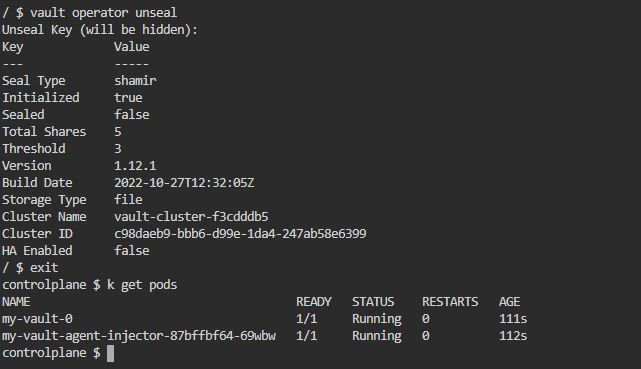 / $ vault operator unseal
Unseal Key (will be hidden):
Key             Value
---             -----
Seal Type       shamir
Initialized     true
Sealed          false
Total Shares    5
Threshold       3
Version         1.12.1
Build Date      2022-10-27T12:32:05Z
Storage Type    file
Cluster Name    vault-cluster-f3cdddb5
Cluster ID      c98daeb9-bbb6-d99e-1da4-247ab58e6399
HA Enabled      false
/ $ exit
controlplane $ k get pods
NAME                                      READY   STATUS    RESTARTS   AGE
my-vault-0                                1/1     Running   0          111s
my-vault-agent-injector-87bffbf64-69wbw   1/1     Running   0          112s
controlplane $